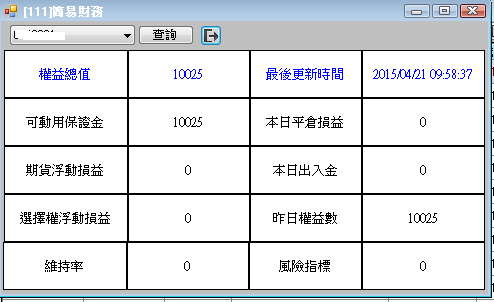 [111]簡易財務
查詢
權益總值 10025 最後更新時間 2015/04/21 09:58:37
可動用保證金 10025 本日平倉損益 0
期貨浮動損益 0 本日出入金 0
選擇權浮動損益 0 昨日權益數 10025
維持率 0 風險指標 0